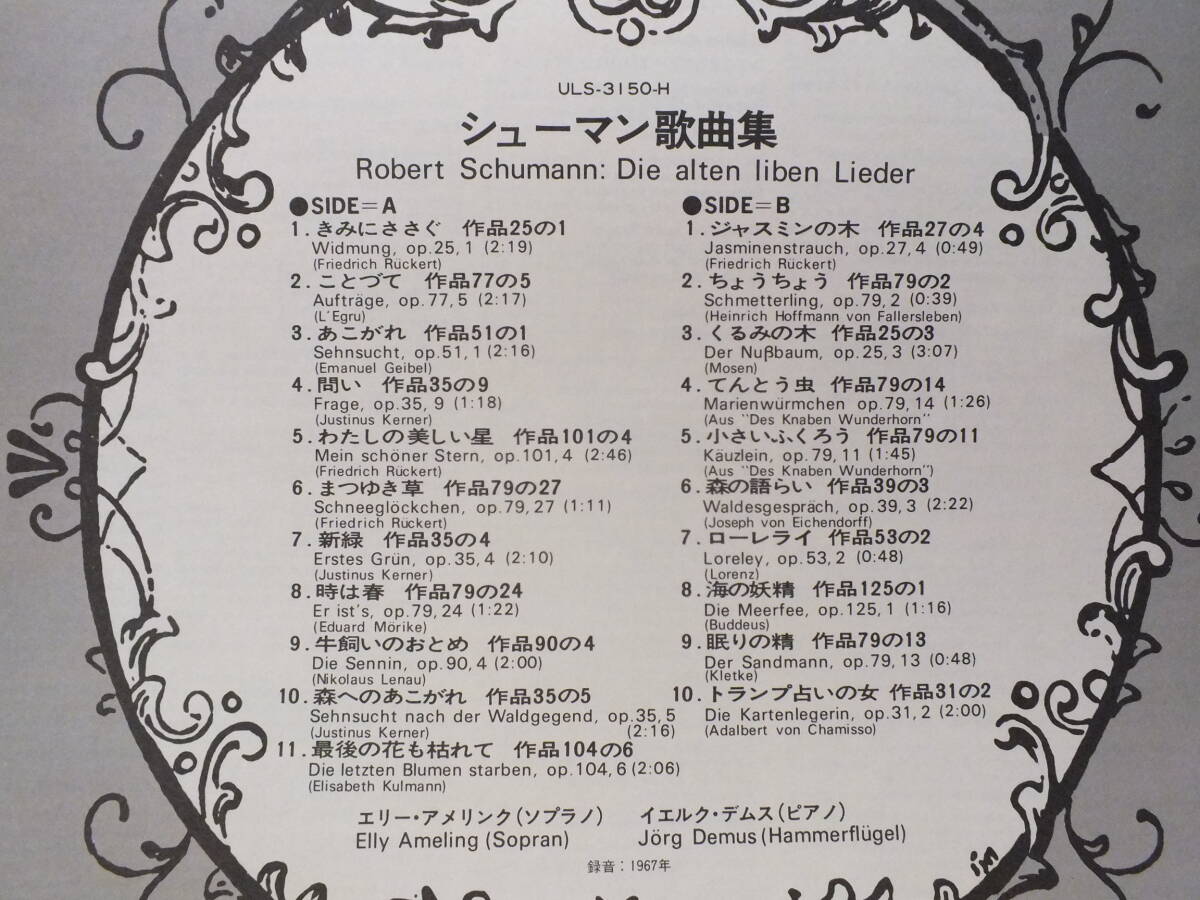 ULS-3150-H
シューマン歌曲集
Robert Schumann: Die alten liben Lieder
●SIDE=A
1.きみにささぐ 作品25の1
Widmung, op.25,1 (2:19)
(Friedrich Rückert)
2.ことづて 作品77の5
Aufträge, op.77,5 (2:17)
(L'Egru)
3.あこがれ 作品51の1
Sehnsucht, op.51,1 (2:16)
(Emanuel Geibel)
4.問い 作品35の9
Frage, op.35, 9 (1:18)
(Justinus Kerner)
5.わたしの美しい星 作品101の4
Mein schöner Stern, op.101,4 (2:46)
(Friedrich Rückert)
6.まつゆき草 作品79の27
Schneeglöckchen, op.79,27 (1:11)
(Friedrich Rückert)
7.新緑 作品35の4
Erstes Grün, op.35,4 (2:10)
(Justinus Kerner)
8.時は春 作品79の24
Er ist's, op.79,24 (1:22)
(Eduard Mörike)
9.牛飼いのおとめ 作品90の4
Die Sennin, op.90,4 (2:00)
(Nikolaus Lenau)
10.森へのあこがれ 作品35の5
Sehnsucht nach der Waldgegend, op.35,5
(Justinus Kerner) (2:16)
11.最後の花も枯れて 作品104の6
Die letzten Blumen starben, op.104,6(2:06)
(Elisabeth Kulmann)
●SIDE=B
1.ジャスミンの木 作品27の4
Jasminenstrauch, op.27,4 (0:49)
(Friedrich Rückert)
2.ちょうちょう 作品79の2
Schmetterling, op.79,2 (0:39)
(Heinrich Hoffmann von Fallersleben)
3.くるみの木 作品25の3
Der Nußbaum, op.25,3 (3:07)
(Mosen)
4.てんとう虫 作品79の14
Marienwürmchen, op.79,14 (1:26)
(Aus "Des Knaben Wunderhorn"
5.小さいふくろう 作品79の11
Käuzlein, op.79,11 (1:45)
(Aus "Des Knaben Wunderhorn")
6.森の語らい 作品39の3
Waldesgespräch, op.39,3 (2:22)
(Joseph von Eichendorff)
7.ローレライ 作品53の2
Loreley, op.53,2 (0:48)
(Lorenz)
8.海の妖精 作品125の1
Die Meerfee, op.125,1 (1:16)
(Buddeus)
9.眠りの精 作品79の13
Der Sandmann, op.79,13 (0:48)
(Kletke)
10.トランプ占いの女 作品31の2
Die Kartenlegerin, op.31,2 (2:00)
(Adalbert von Chamisso)
エリー・アメリンク(ソプラノ) イエルク・デムス(ピアノ)
Elly Ameling (Sopran) Jörg Demus (Hammerflügel)
録音:1967年